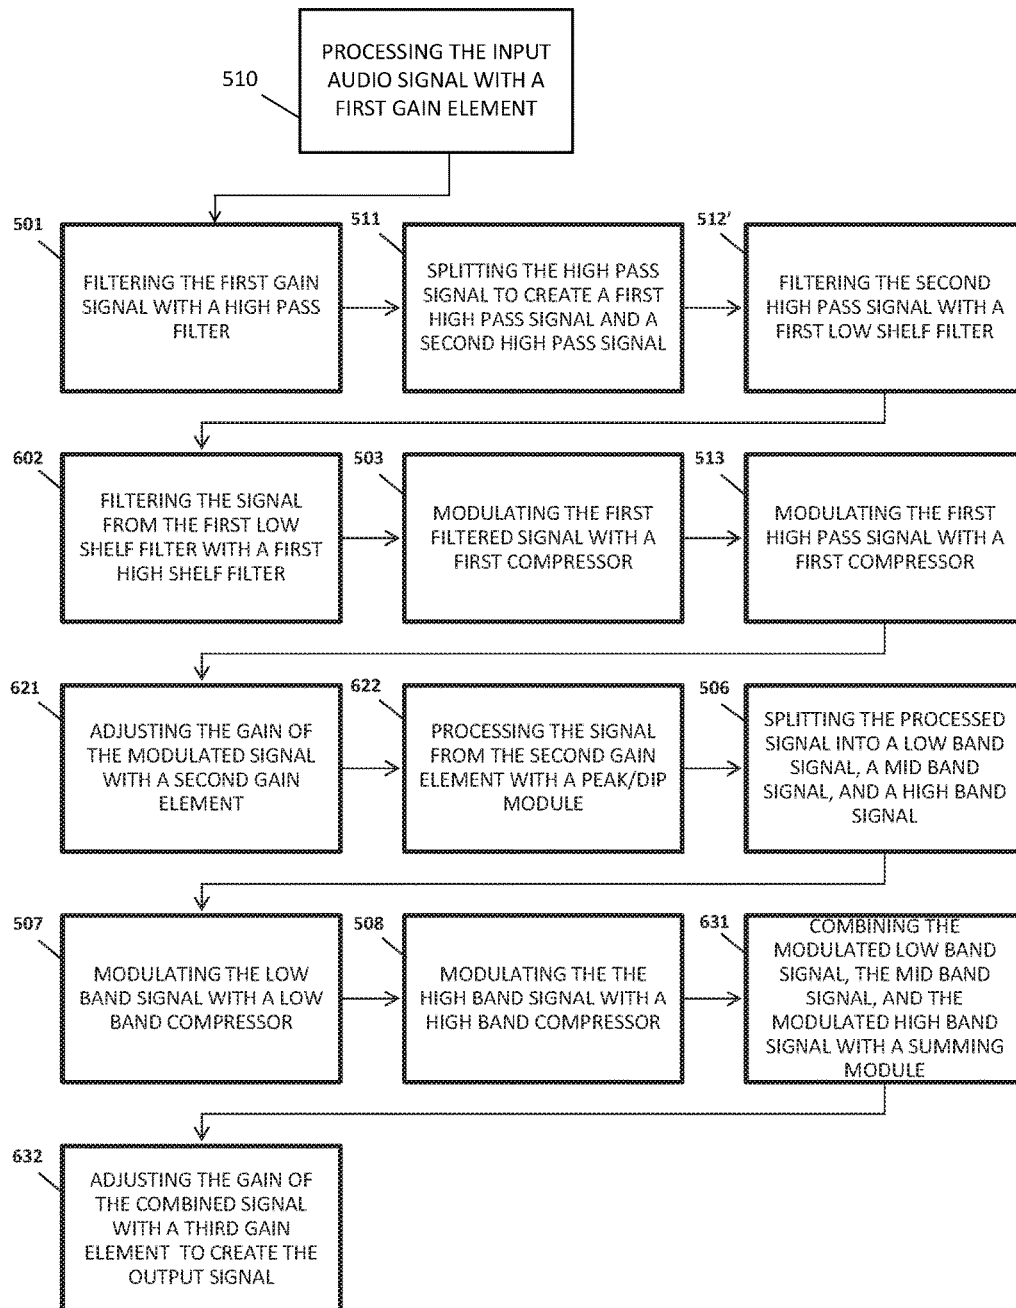 510
PROCESSING THE INPUT
AUDIO SIGNAL WITH A
FIRST GAIN ELEMENT
501
FILTERING THE FIRST GAIN
SIGNAL WITH A HIGH PASS
FILTER
511
SPLITTING THE HIGH PASS
SIGNAL TO CREATE A FIRST
HIGH PASS SIGNAL AND A
SECOND HIGH PASS SIGNAL
512'
FILTERING THE SECOND
HIGH PASS SIGNAL WITH A
FIRST LOW SHELF FILTER
602
FILTERING THE SIGNAL
FROM THE FIRST LOW
SHELF FILTER WITH A FIRST
HIGH SHELF FILTER
503
MODULATING THE FIRST
FILTERED SIGNAL WITH A
FIRST COMPRESSOR
513
MODULATING THE FIRST
HIGH PASS SIGNAL WITH
A FIRST COMPRESSOR
621
ADJUSTING THE GAIN OF
THE MODULATED SIGNAL
WITH A SECOND GAIN
ELEMENT
622
PROCESSING THE SIGNAL
FROM THE SECOND GAIN
ELEMENT WITH A PEAK/DIP
MODULE
506
SPLITTING THE PROCESSED
SIGNAL INTO A LOW BAND
SIGNAL, A MID BAND
SIGNAL, AND A HIGH BAND
SIGNAL
507
MODULATING THE LOW
BAND SIGNAL WITH A LOW
BAND COMPRESSOR
508
MODULATING THE THE
HIGH BAND SIGNAL WITH A
HIGH BAND COMPRESSOR
631
COMBINING THE
MODULATED LOW BAND
SIGNAL, THE MID BAND
SIGNAL, AND THE
MODULATED HIGH BAND
SIGNAL WITH A SUMMING
MODULE
632
ADJUSTING THE GAIN OF
THE COMBINED SIGNAL
WITH A THIRD GAIN
ELEMENT TO CREATE THE
OUTPUT SIGNAL